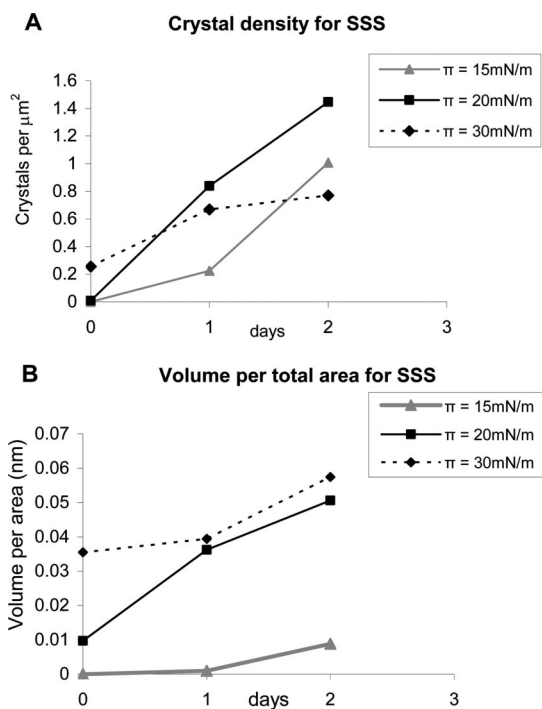 A
Crystal density for SSS
π = 15mN/m
π = 20mN/m
π = 30mN/m
Crystals per µm²
1.6
1.4
1.2
1
0.8
0.6
0.4
0.2
0
0
1
2
3
days
B
Volume per total area for SSS
π = 15mN/m
π = 20mN/m
π = 30mN/m
Volume per area (nm)
0.07
0.06
0.05
0.04
0.03
0.02
0.01
0
0
1
2
3
days